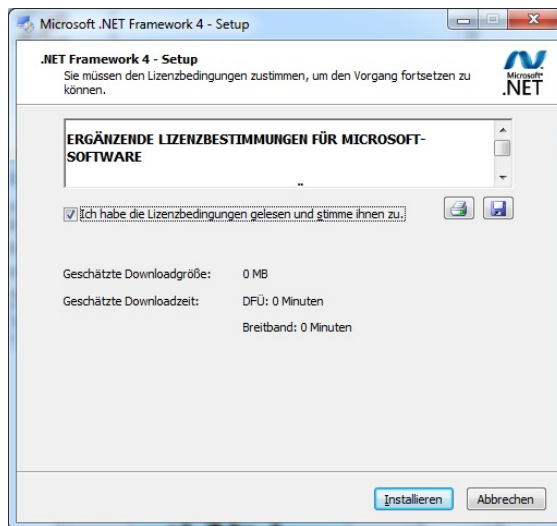 Microsoft .NET Framework 4 - Setup
.NET Framework 4 - Setup
Sie müssen den Lizenzbedingungen zustimmen, um den Vorgang fortsetzen zu
können.
Microsoft®
.NET
ERGÄNZENDE LIZENZBESTIMMUNGEN FÜR MICROSOFT-
SOFTWARE
Ich habe die Lizenzbedingungen gelesen und stimme ihnen zu.
Geschätzte Downloadgröße: 0 MB
Geschätzte Downloadzeit: DFÜ: 0 Minuten
Breitband: 0 Minuten
Installieren Abbrechen